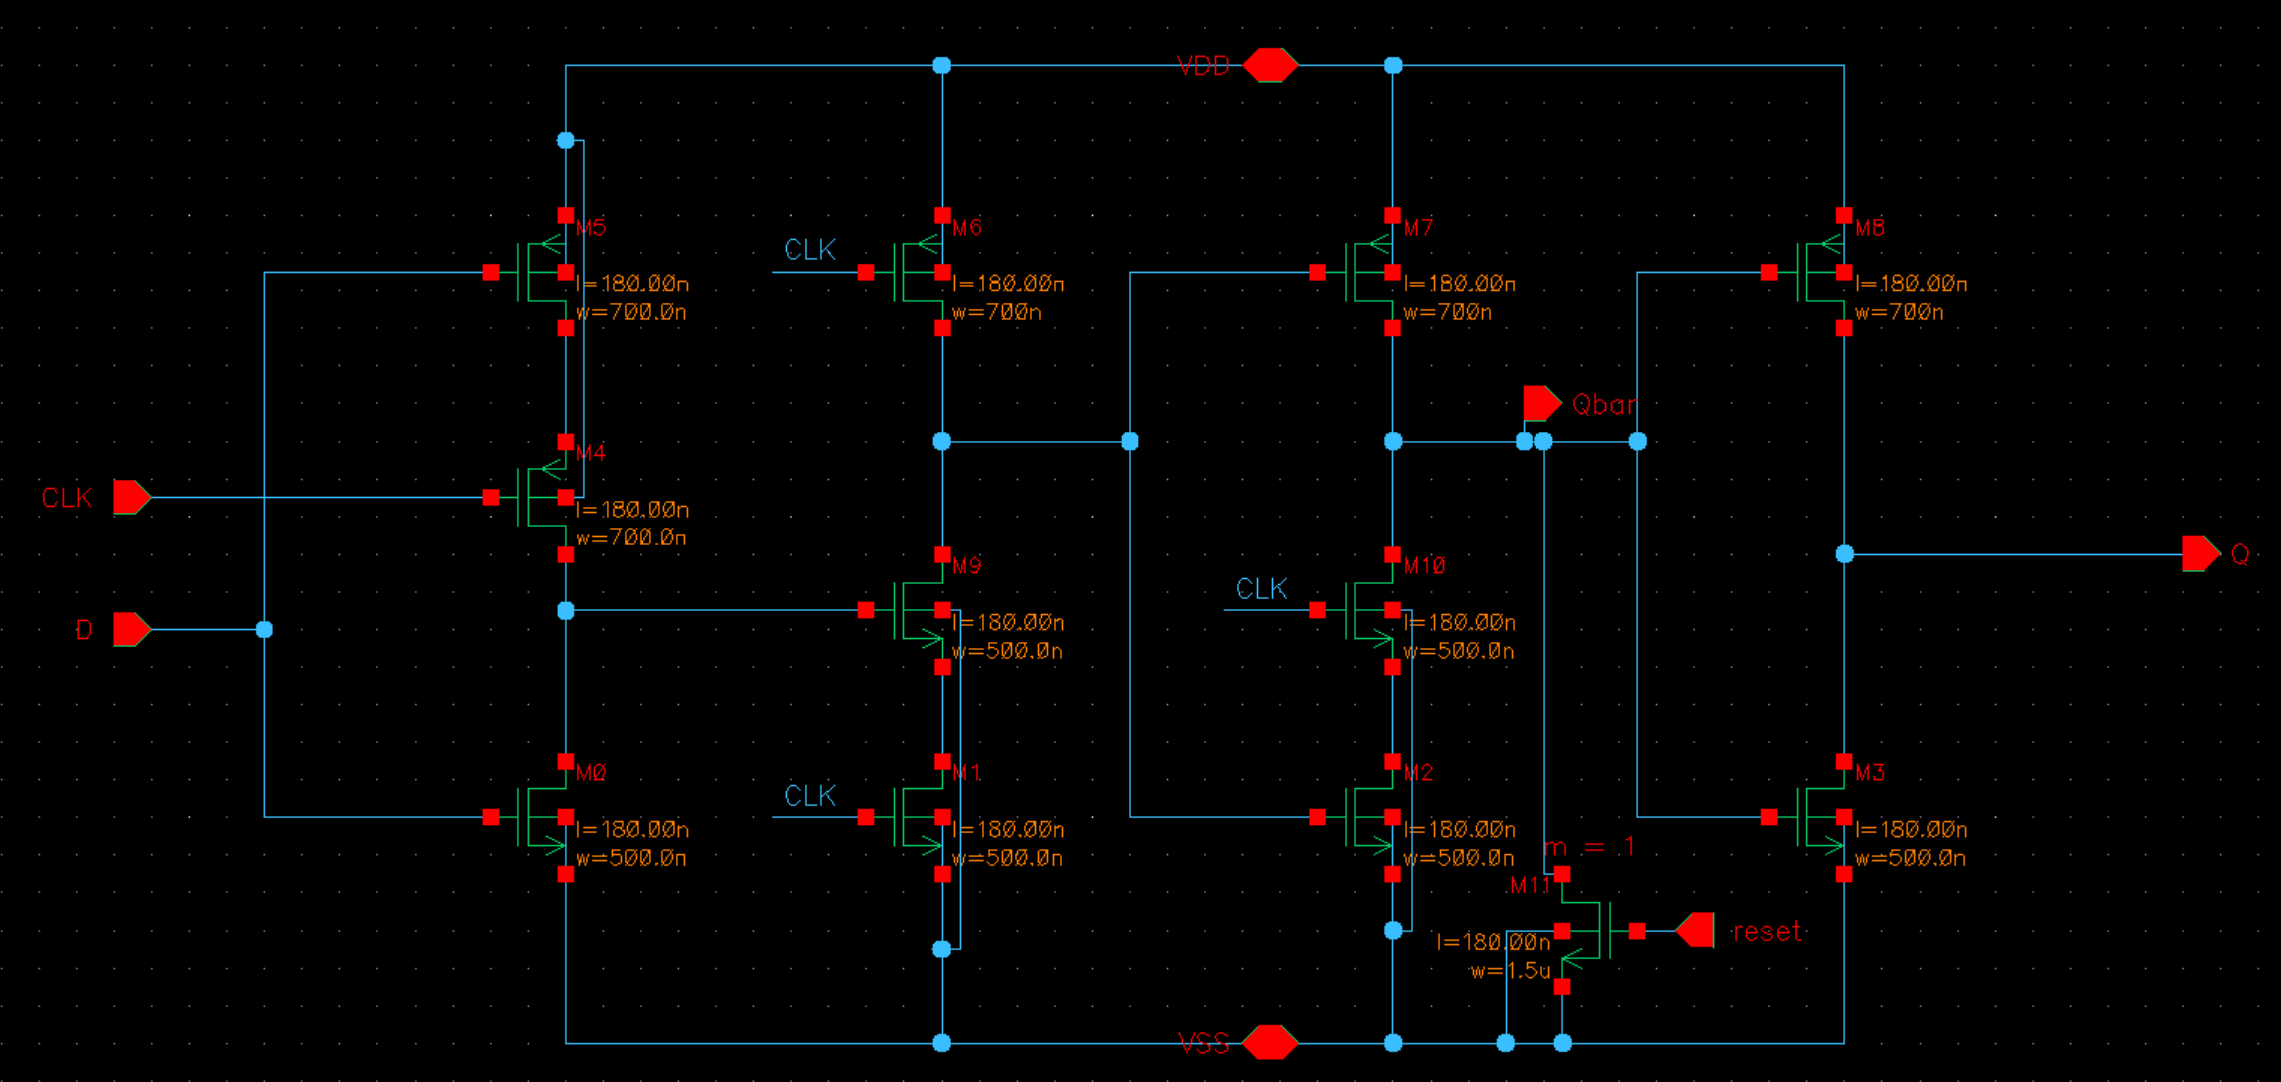 VDD
M5
l=180.00n
w=700.0n
CLK
M6
l=180.00n
w=700n
M7
l=180.00n
w=700n
M8
l=180.00n
w=700n
Qbar
CLK
M4
l=180.00n
w=700.0n
M9
l=180.00n
w=500.0n
CLK
M10
l=180.00n
w=500.0n
Q
D
M0
l=180.00n
w=500.0n
CLK
M1
l=180.00n
w=500.0n
M2
l=180.00n
w=500.0n
M3
l=180.00n
w=500.0n
m = 1
M11
l=180.00n
w=1.5u
reset
VSS